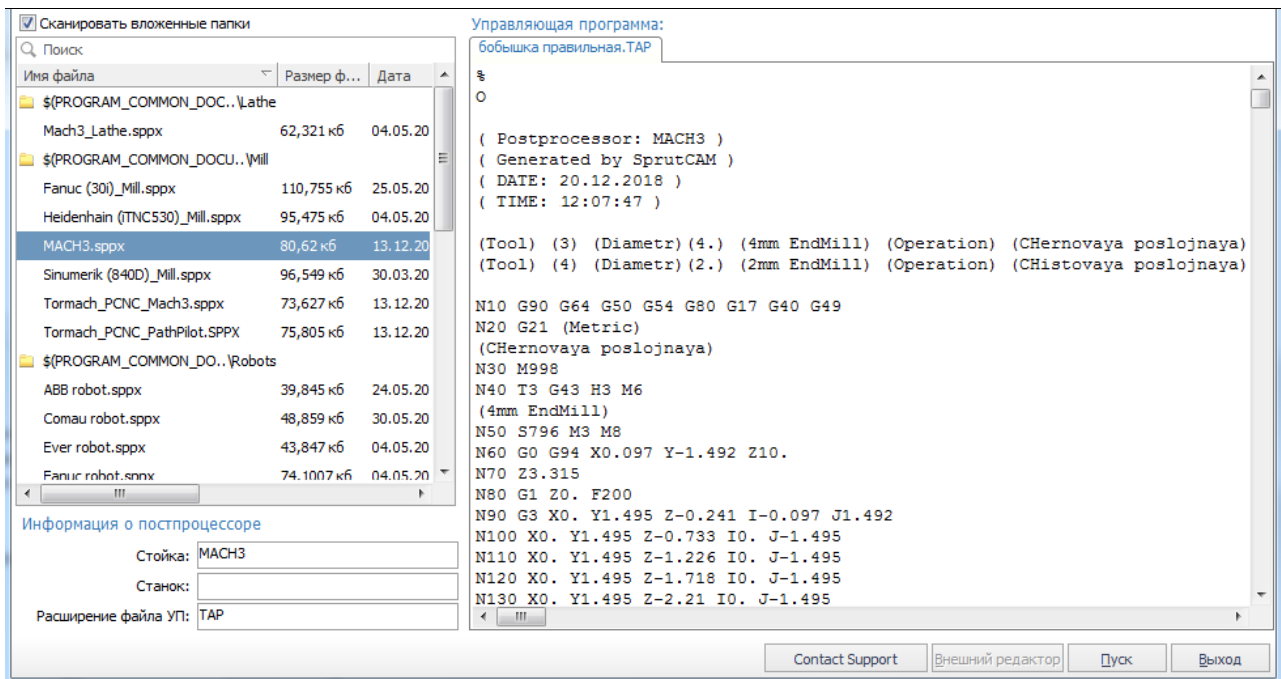 Сканировать вложенные папки
Поиск
Имя файла Размер ф... Дата
$(PROGRAM_COMMON_DOC..\Lathe
Mach3_Lathe.sppx 62,321 кб 04.05.20
$(PROGRAM_COMMON_DOCU..\Mill
Fanuc (30i)_Mill.sppx 110,755 кб 25.05.20
Heidenhain (iTNC530)_Mill.sppx 95,475 кб 04.05.20
MACH3.sppx 80,62 кб 13.12.20
Sinumerik (840D)_Mill.sppx 96,549 кб 30.03.20
Tormach_PCNC_Mach3.sppx 73,627 кб 13.12.20
Tormach_PCNC_PathPilot.SPPX 75,805 кб 13.12.20
$(PROGRAM_COMMON_DO..\Robots
ABB robot.sppx 39,845 кб 24.05.20
Comau robot.sppx 48,859 кб 30.05.20
Ever robot.sppx 43,847 кб 04.05.20
Fanuc robot.sppx 74,1007 кб 04.05.20
Информация о постпроцессоре
Стойка: MACH3
Станок:
Расширение файла УП: TAP
Управляющая программа:
бобышка правильная.TAP
%
O
( Postprocessor: MACH3 )
( Generated by SprutCAM )
( DATE: 20.12.2018 )
( TIME: 12:07:47 )
(Tool) (3) (Diametr)(4.) (4mm EndMill) (Operation) (CHernovaya poslojnaya)
(Tool) (4) (Diametr)(2.) (2mm EndMill) (Operation) (CHistovaya poslojnaya)
N10 G90 G64 G50 G54 G80 G17 G40 G49
N20 G21 (Metric)
(CHernovaya poslojnaya)
N30 M998
N40 T3 G43 H3 M6
(4mm EndMill)
N50 S796 M3 M8
N60 G0 G94 X0.097 Y-1.492 Z10.
N70 Z3.315
N80 G1 Z0. F200
N90 G3 X0. Y1.495 Z-0.241 I-0.097 J1.492
N100 X0. Y1.495 Z-0.733 I0. J-1.495
N110 X0. Y1.495 Z-1.226 I0. J-1.495
N120 X0. Y1.495 Z-1.718 I0. J-1.495
N130 X0. Y1.495 Z-2.21 I0. J-1.495
Contact Support Внешний редактор Пуск Выход